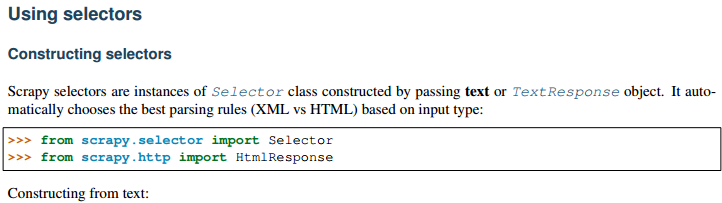 Using selectors
Constructing selectors
Scrapy selectors are instances of Selector class constructed by passing text or TextResponse object. It auto-
matically chooses the best parsing rules (XML vs HTML) based on input type:
>>> from scrapy.selector import Selector
>>> from scrapy.http import HtmlResponse
Constructing from text: